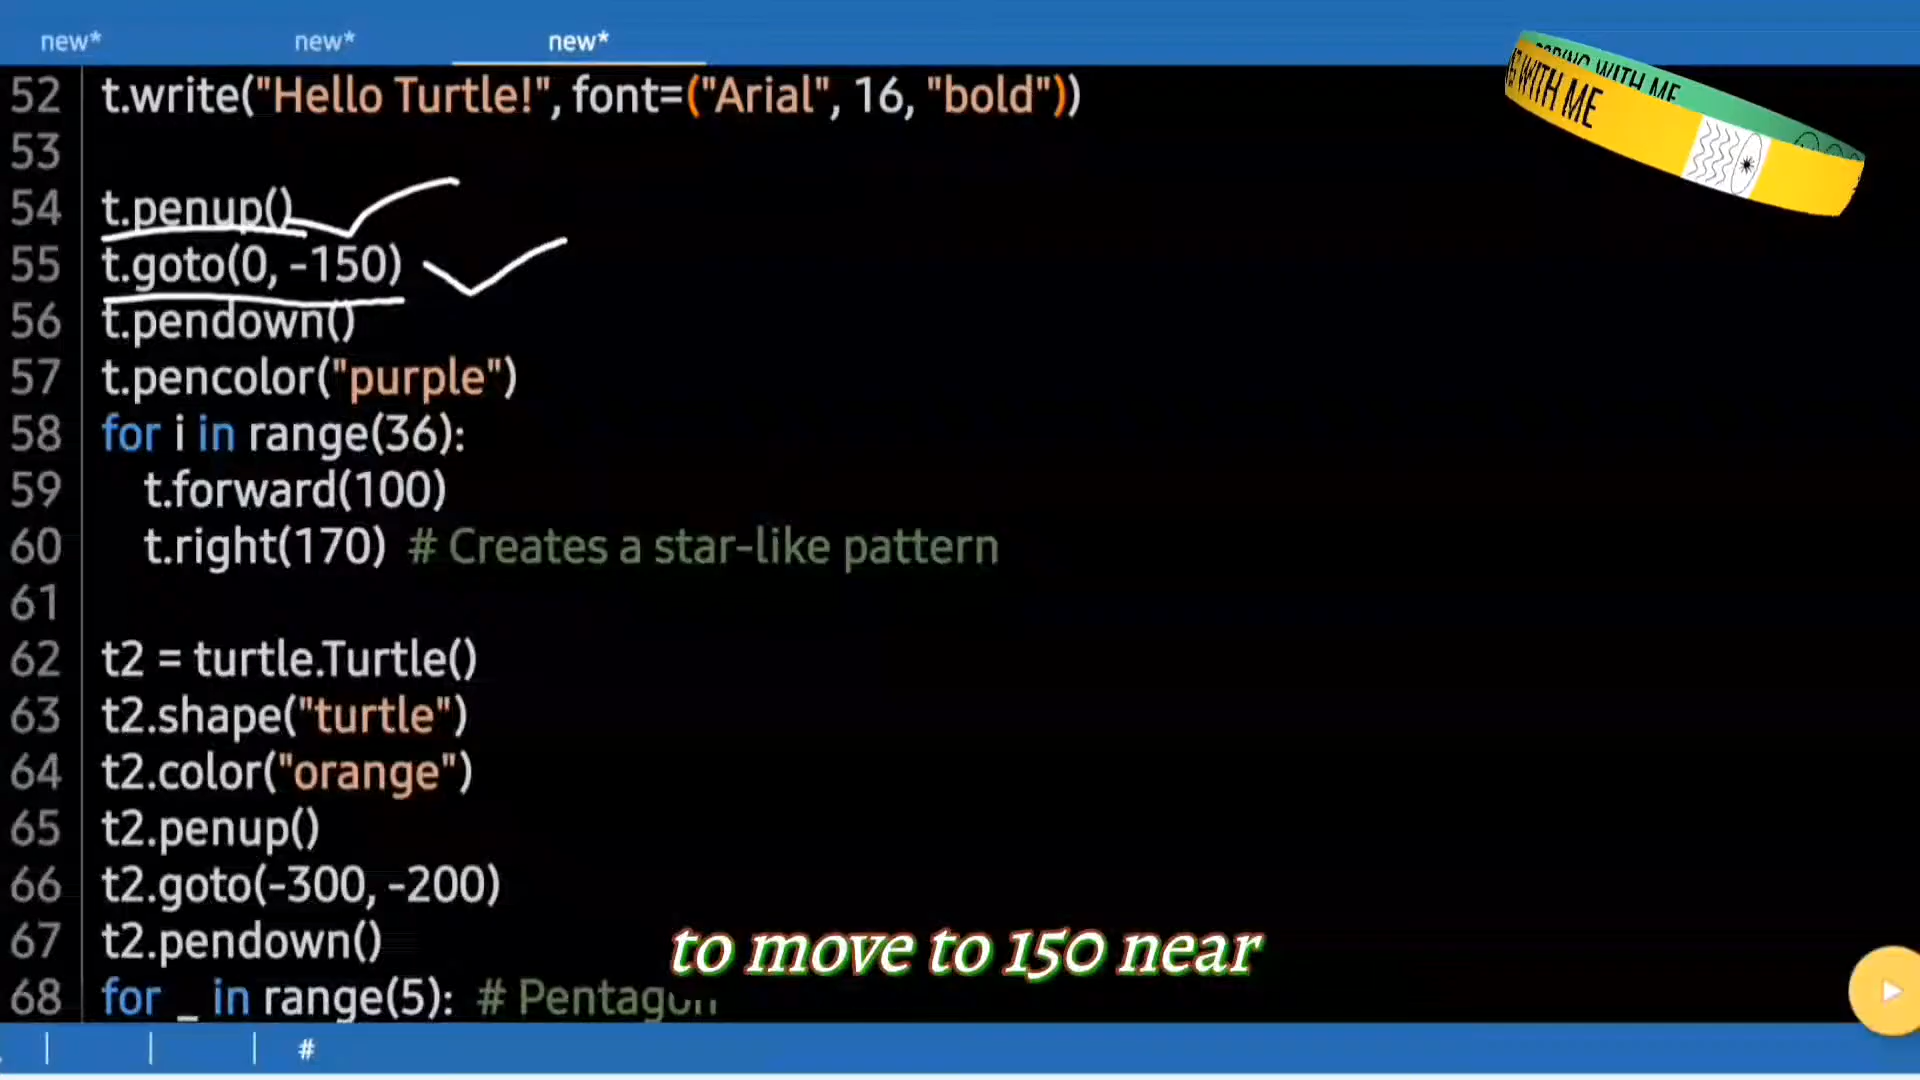 new* new* new*
52 t.write("Hello Turtle!", font=("Arial", 16, "bold"))
53
54 t.penup()
55 t.goto(0, -150)
56 t.pendown()
57 t.pencolor("purple")
58 for i in range(36):
59 t.forward(100)
60 t.right(170) # Creates a star-like pattern
61
62 t2 = turtle.Turtle()
63 t2.shape("turtle")
64 t2.color("orange")
65 t2.penup()
66 t2.goto(-300, -200)
67 t2.pendown()
68 for _ in range(5): # Pentagon
to move to 150 near
WITH ME
WITH ME
#